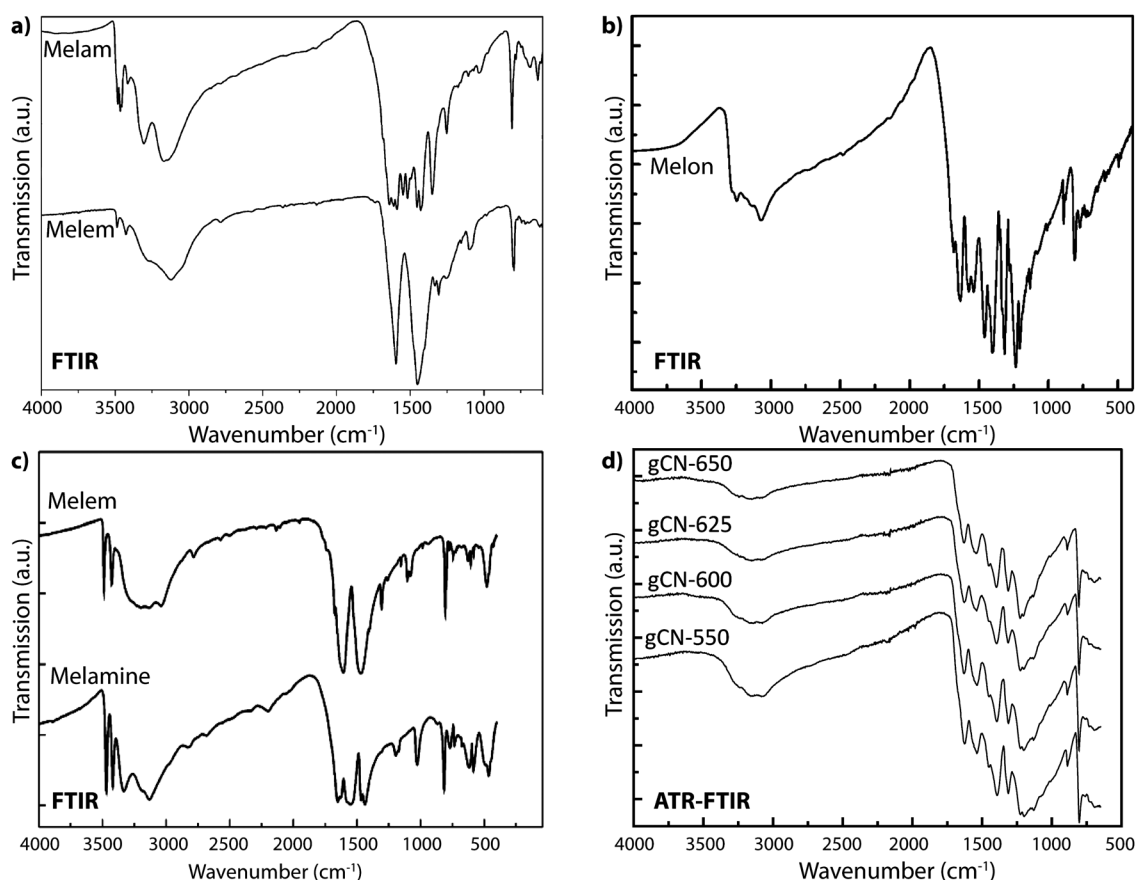 a)
Melam
Melem
FTIR
Transmission (a.u.)
4000 3500 3000 2500 2000 1500 1000
Wavenumber (cm⁻¹)
b)
Melon
FTIR
Transmission (a.u.)
4000 3500 3000 2500 2000 1500 1000 500
Wavenumber (cm⁻¹)
c)
Melem
Melamine
FTIR
Transmission (a.u.)
4000 3500 3000 2500 2000 1500 1000 500
Wavenumber (cm⁻¹)
d)
gCN-650
gCN-625
gCN-600
gCN-550
ATR-FTIR
Transmission (a.u.)
4000 3500 3000 2500 2000 1500 1000 500
Wavenumber (cm⁻¹)